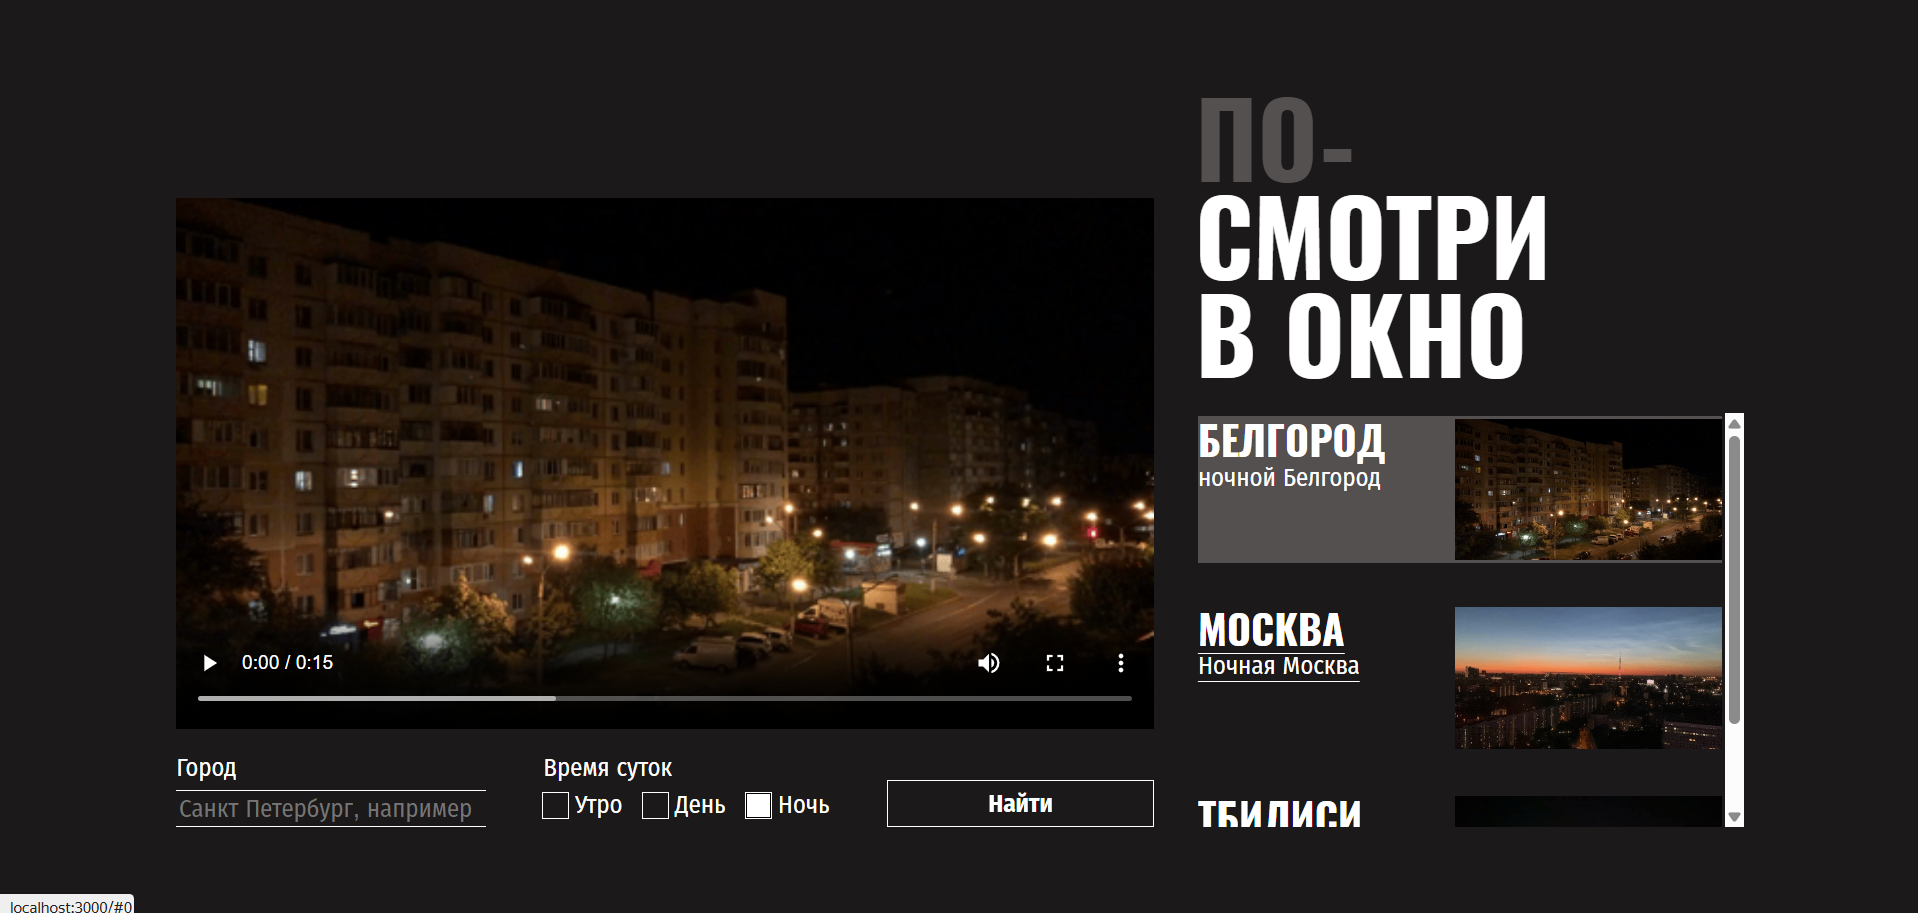 ПО-
СМОТРИ
В ОКНО
0:00 / 0:15
БЕЛГОРОД
ночной Белгород
МОСКВА
Ночная Москва
ТБИЛИСИ
Город
Санкт Петербург, например
Время суток
Утро
День
Ночь
Найти
localhost:3000/#0